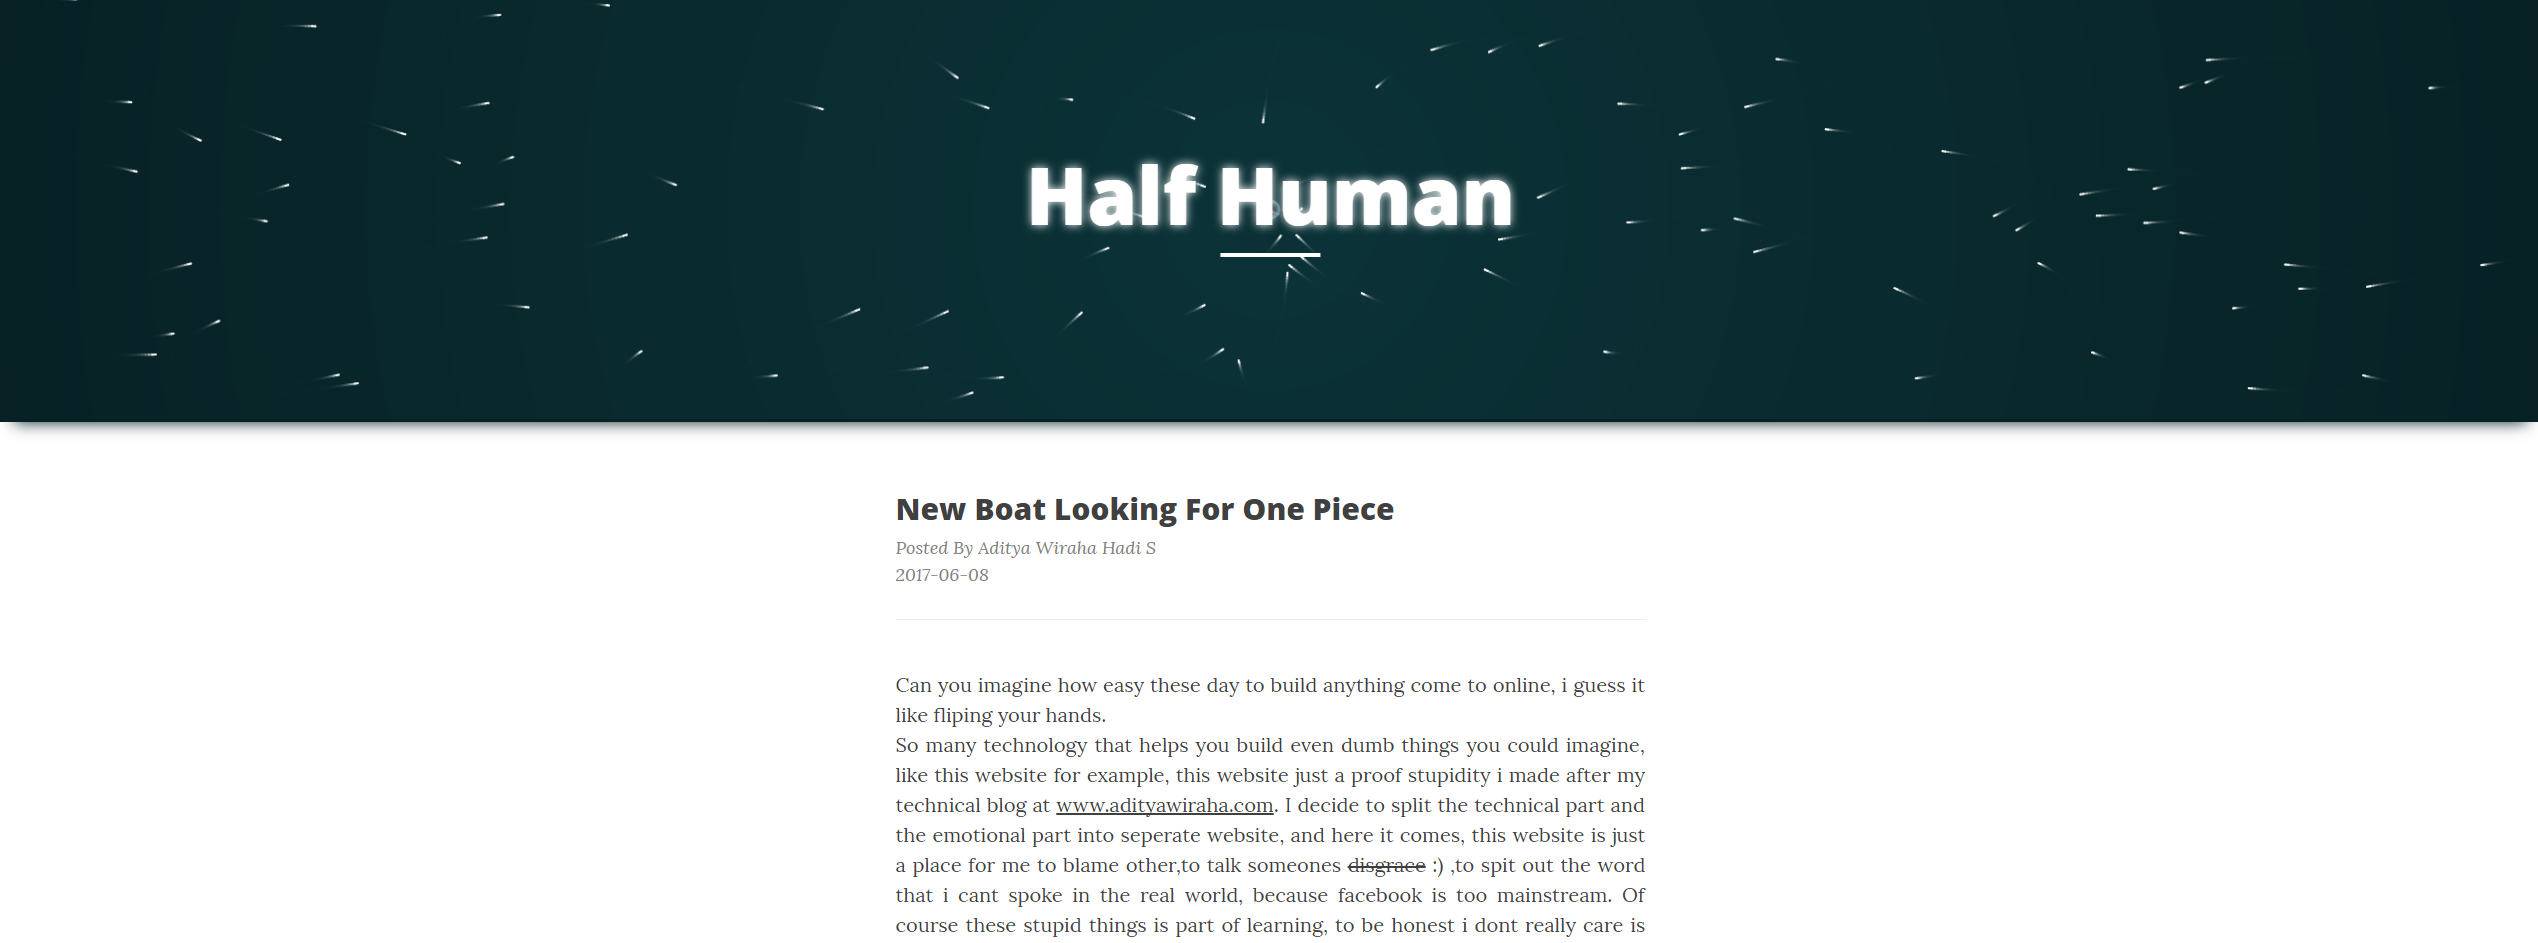 Half Human
New Boat Looking For One Piece
Posted By Aditya Wiraha Hadi S
2017-06-08
Can you imagine how easy these day to build anything come to online, i guess it
like fliping your hands.
So many technology that helps you build even dumb things you could imagine,
like this website for example, this website just a proof stupidity i made after my
technical blog at www.adityawiraha.com. I decide to split the technical part and
the emotional part into seperate website, and here it comes, this website is just
a place for me to blame other,to talk someones disgrace :) ,to spit out the word
that i cant spoke in the real world, because facebook is too mainstream. Of
course these stupid things is part of learning, to be honest i dont really care is